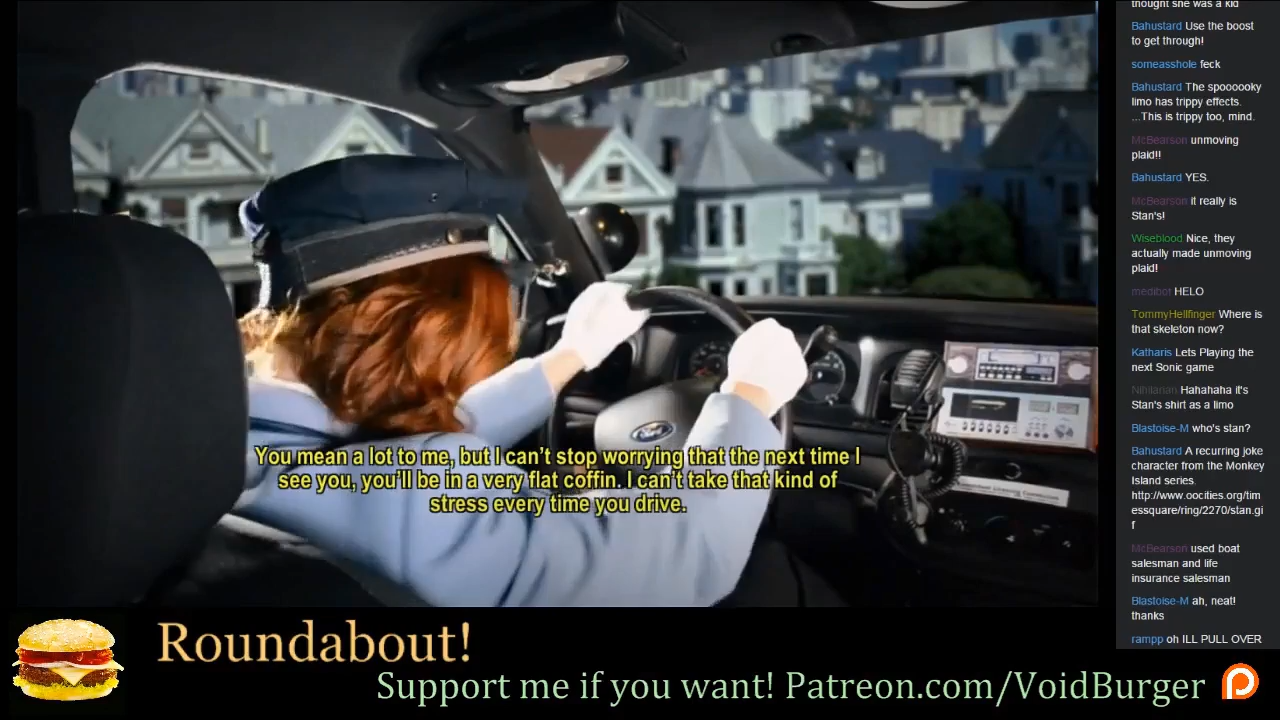 thought she was a kid
Bahustard Use the boost
to get through!
someasshole feck
Bahustard The spoooooky
limo has trippy effects.
...This is trippy too, mind.
McBearson unmoving
plaid!!
Bahustard YES.
McBearson it really is
Stan's!
Wiseblood Nice, they
actually made unmoving
plaid!
medibot HELO
TommyHellfinger Where is
that skeleton now?
Katharis Lets Playing the
next Sonic game
Nihilanan Hahahaha it's
Stan's shirt as a limo
Blastoise-M who's stan?
Bahustard A recurring joke
character from the Monkey
Island series.
http://www.oocities.org/tim
essquare/ring/2270/stan.gi
f
McBearson used boat
salesman and life
insurance salesman
Blastoise-M ah, neat!
thanks
rampp oh ILL PULL OVER
Ford
You mean a lot to me, but I can't stop worrying that the next time I
see you, you'll be in a very flat coffin. I can't take that kind of
stress every time you drive.
Roundabout!
Support me if you want! Patreon.com/VoidBurger